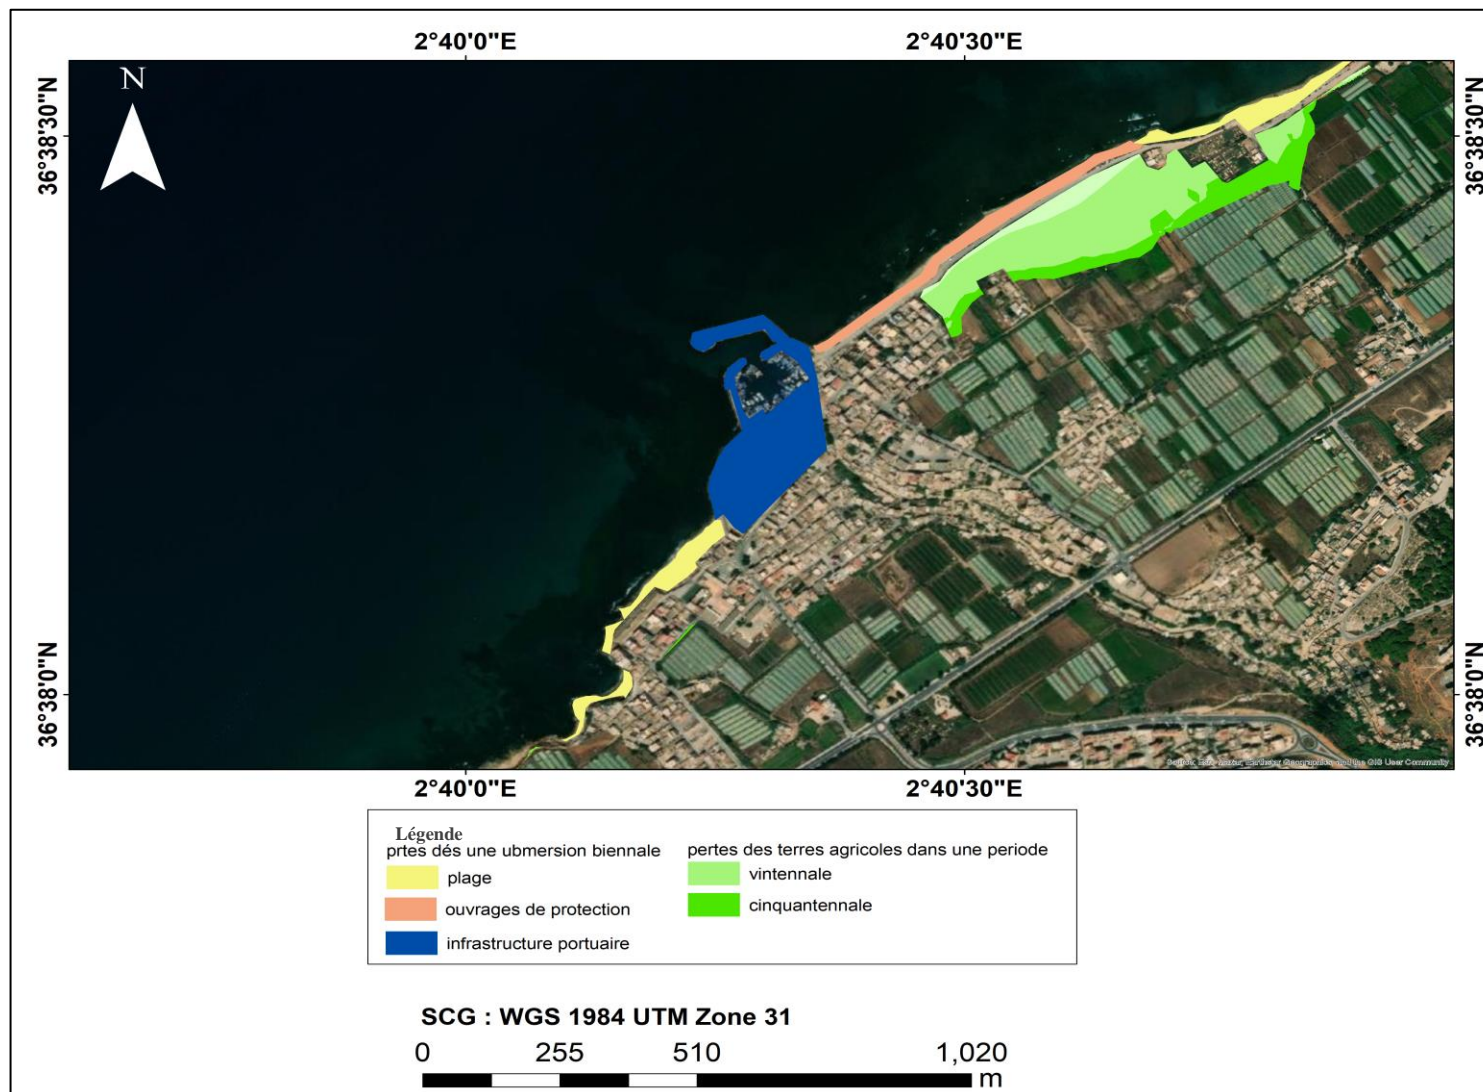 2°40'0"E 2°40'30"E
N
36°38'30"N 36°38'30"N
36°38'0"N 36°38'0"N
2°40'0"E 2°40'30"E
Légende
prtes dés une ubmersion biennale
plage
ouvrages de protection
infrastructure portuaire
pertes des terres agricoles dans une periode
vintennale
cinquantennale
SCG : WGS 1984 UTM Zone 31
0 255 510 1,020
m